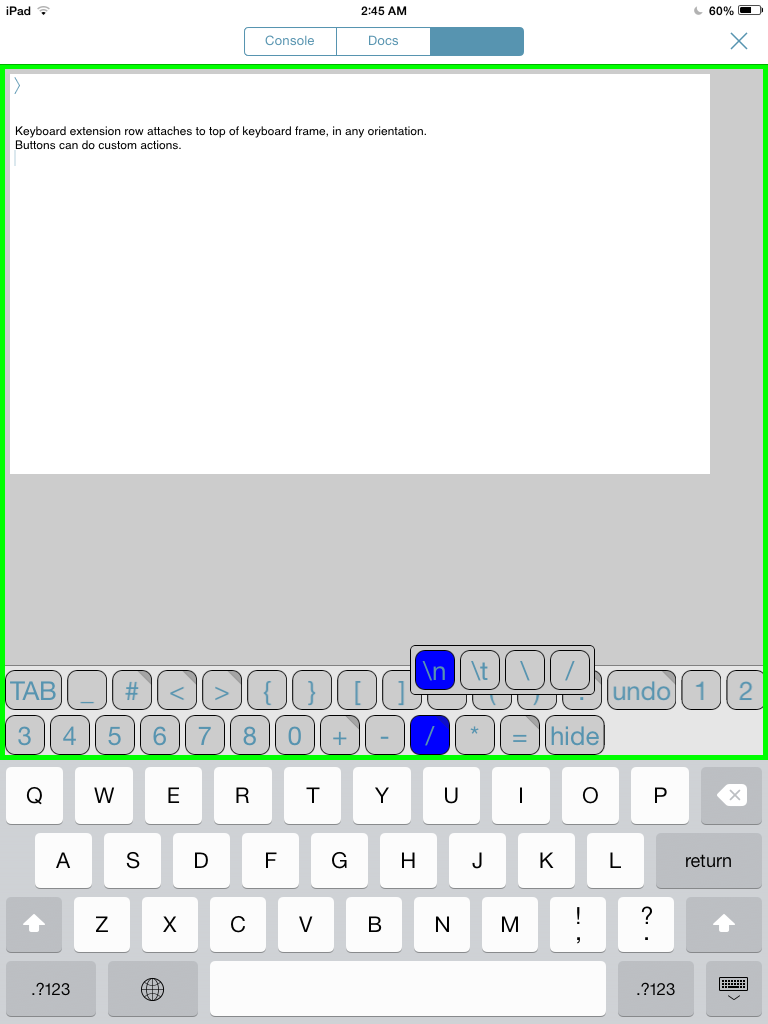 iPad 2:45 AM 60%
Console Docs
〉
Keyboard extension row attaches to top of keyboard frame, in any orientation.
Buttons can do custom actions.
\n \t \ /
TAB _ # < > { } [ ] undo 1 2
3 4 5 6 7 8 0 + - / * = hide
Q W E R T Y U I O P
A S D F G H J K L return
Z X C V B N M ! , ? .
.?123 .?123